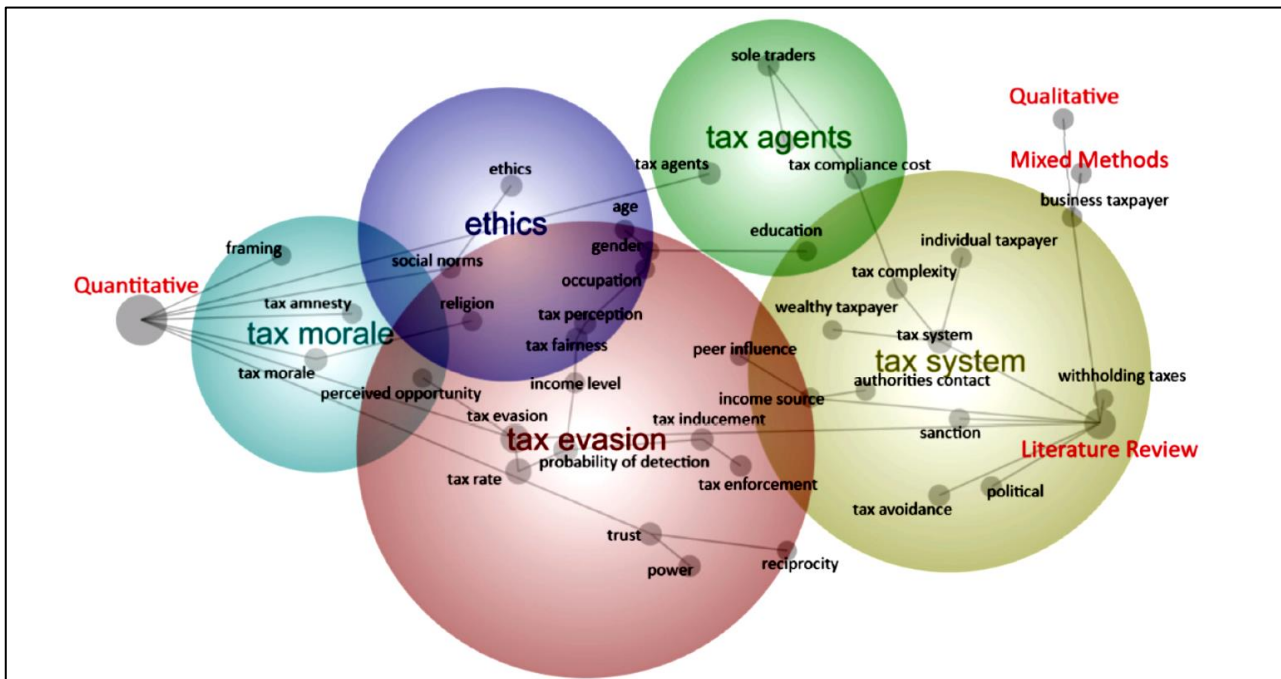 sole traders
Qualitative
tax agents
Mixed Methods
tax agents
tax compliance cost
ethics
business taxpayer
age
ethics
education
individual taxpayer
framing
gender
social norms
occupation
tax complexity
Quantitative
tax amnesty
religion
wealthy taxpayer
tax perception
tax morale
tax system
tax fairness
peer influence
tax system
tax morale
authorities contact
withholding taxes
perceived opportunity
income level
income source
tax evasion
tax inducement
tax evasion
sanction
Literature Review
probability of detection
tax rate
tax enforcement
political
tax avoidance
trust
reciprocity
power